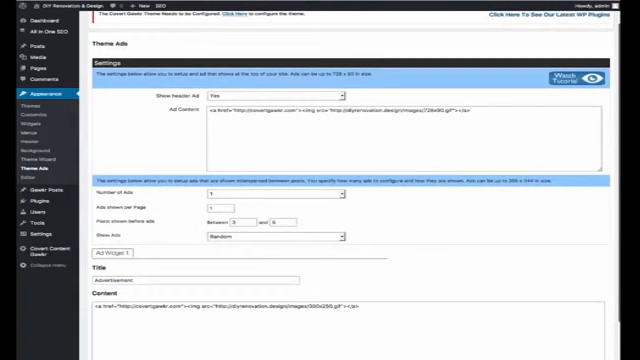 DIY Renovation & Design 0 + New SEO Howdy, admin
The Covert Gawkr Theme Needs to be Configured. Click Here to configure the theme.
Click Here To See Our Latest WP Plugins
Dashboard
All in One SEO
Posts
Media
Pages
Comments
Appearance
Themes
Customize
Widgets
Menus
Header
Background
Theme Wizard
Theme Ads
Editor
Gawkr Posts
Plugins
Users
Tools
Settings
Covert Content Gawkr
Collapse menu
Theme Ads
Settings
The settings below allow you to setup and ad that shows at the top of your site. Ads can be up to 728 x 90 in size.
Watch
Tutorial
Show header Ad Yes
Ad Content <a href="http://covertgawkr.com"><img src="http://diyrenovation.design/images/728x90.gif"></a>
The settings below allow you to setup ads that are shown interspersed between posts. You specify how many ads to configure and how they are shown. Ads can be up to 366 x 344 in size.
Number of Ads 1
Ads shown per Page 1
Posts shown before ads Between 3 and 6
Show Ads Random
Ad Widget 1
Title
Advertisement
Content
<a href="http://covertgawkr.com"><img src="http://diyrenovation.design/images/300x250.gif"></a>